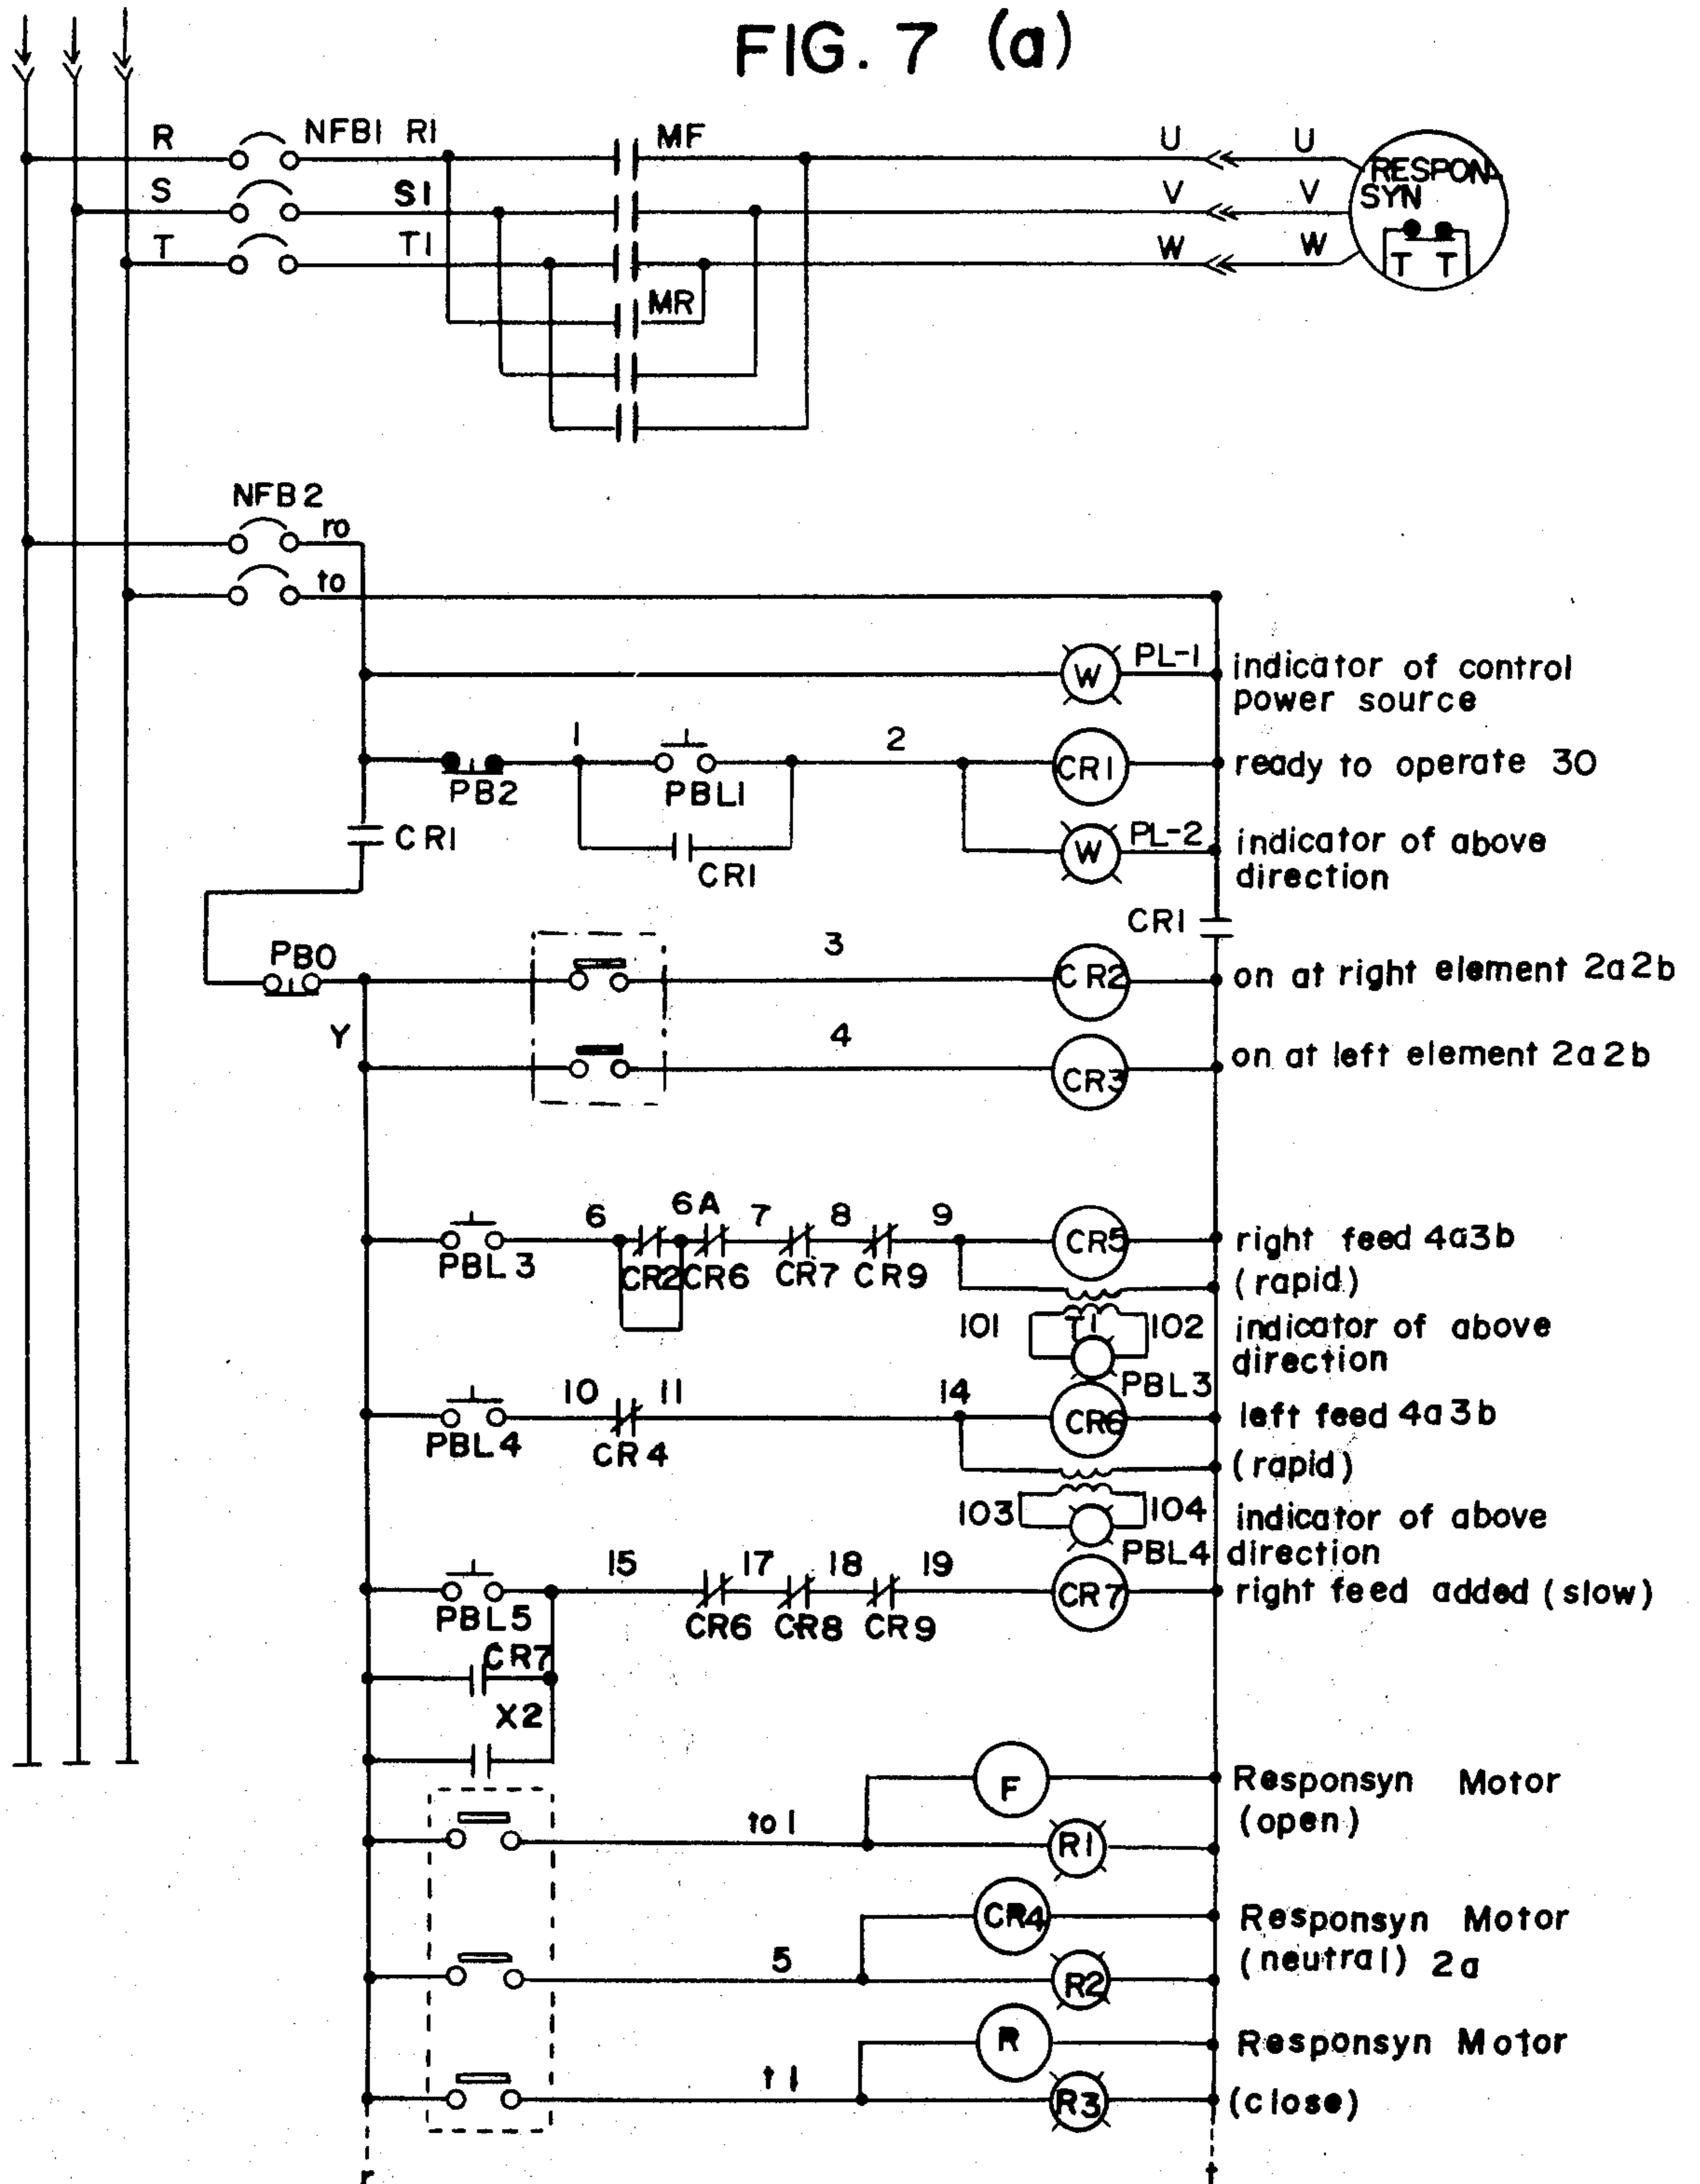 FIG. 7 (a)
R NFB1 R1 MF U U RESPON-
SYN
S S1 V V
T T1 W W T T
MR
NFB2
ro
to
W PL-1 indicator of control
power source
1 2
PB2 PBL1 CR1 ready to operate 30
CR1 CR1 W PL-2 indicator of above
direction
CR1
PBO 3 CR2 on at right element 2a2b
Y 4 CR3 on at left element 2a2b
6 6A 7 8 9
PBL3 CR2 CR6 CR7 CR9 CR5 right feed 4a3b
(rapid)
101 T1 102 indicator of above
direction
PBL3
10 11 14
PBL4 CR4 CR6 left feed 4a3b
(rapid)
103 104 indicator of above
PBL4 direction
15 17 18 19
PBL5 CR6 CR8 CR9 CR7 right feed added (slow)
CR7
X2
F Responsyn Motor
(open)
to1 R1
CR4 Responsyn Motor
(neutral) 2a
5 R2
R Responsyn Motor
t1 R3 (close)
r t